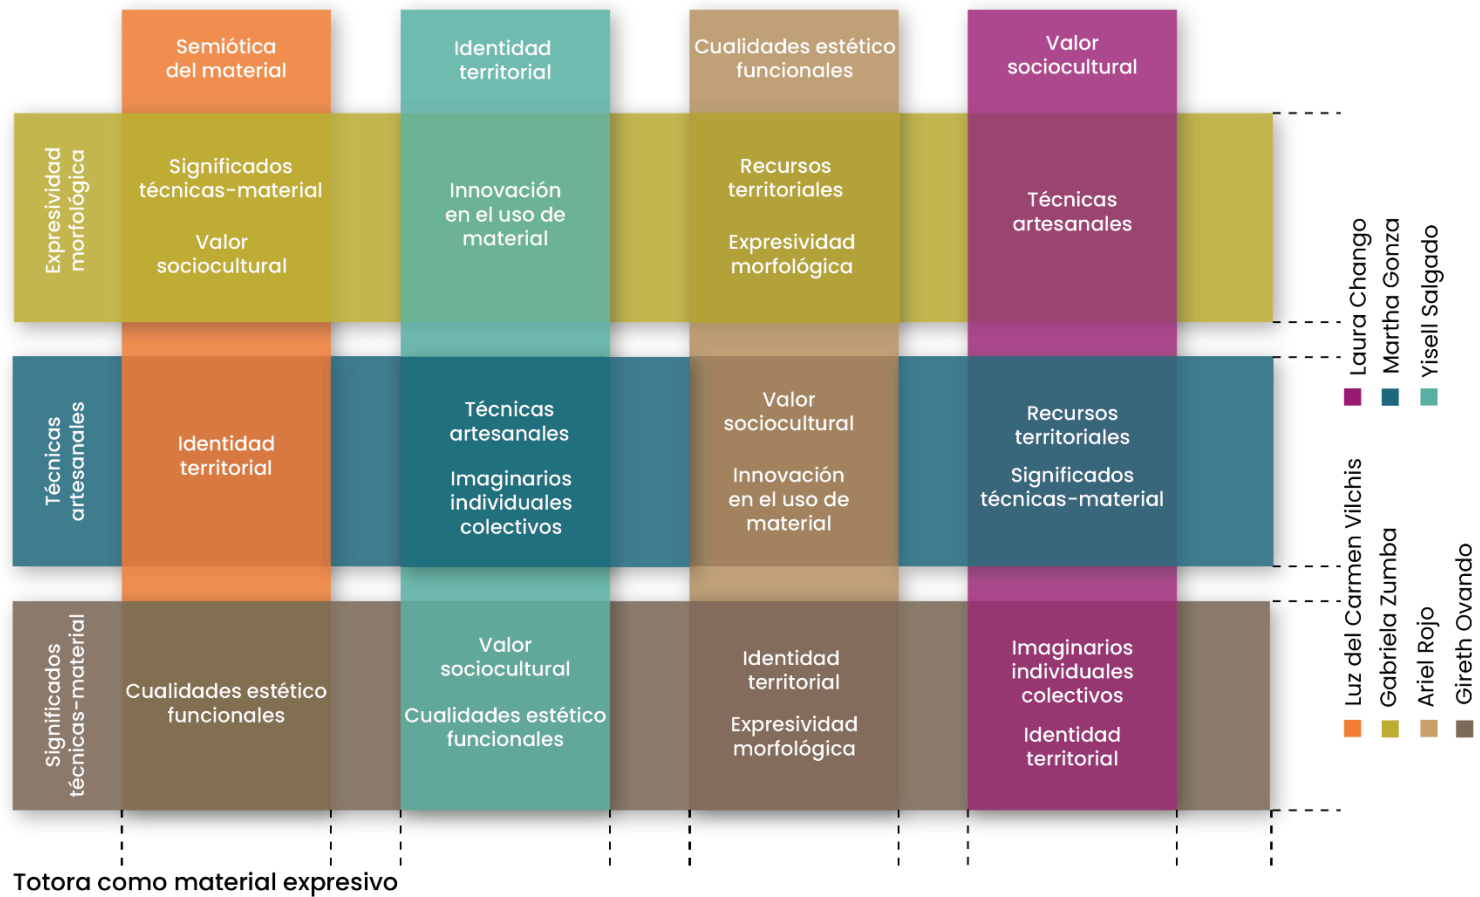 Semiótica
del material
Identidad
territorial
Cualidades estético
funcionales
Valor
sociocultural
Expresividad
morfológica
Significados
técnicas-material
Valor
sociocultural
Innovación
en el uso de
material
Recursos
territoriales
Expresividad
morfológica
Técnicas
artesanales
Técnicas
artesanales
Identidad
territorial
Técnicas
artesanales
Imaginarios
individuales
colectivos
Valor
sociocultural
Innovación
en el uso de
material
Recursos
territoriales
Significados
técnicas-material
Significados
técnicas-material
Cualidades estético
funcionales
Valor
sociocultural
Cualidades estético
funcionales
Identidad
territorial
Expresividad
morfológica
Imaginarios
individuales
colectivos
Identidad
territorial
Laura Chango
Martha Gonza
Yisell Salgado
Luz del Carmen Vilchis
Gabriela Zumba
Ariel Rojo
Gireth Ovando
Totora como material expresivo